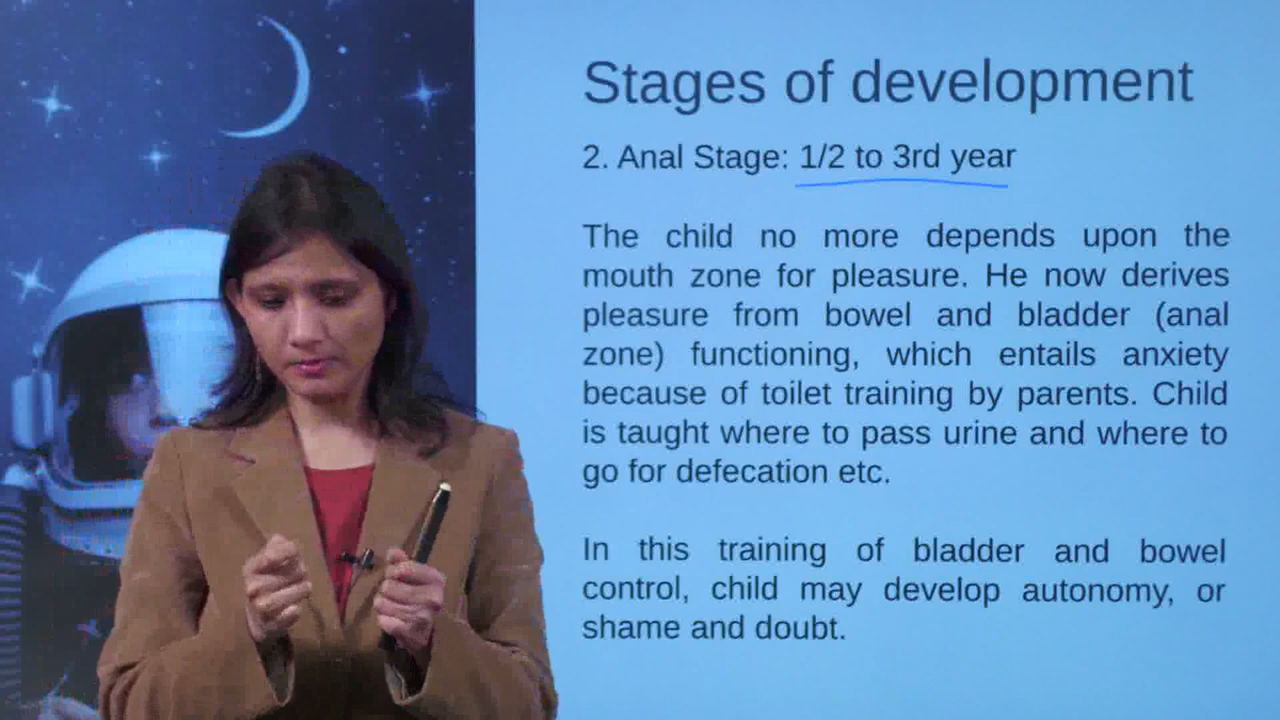 Stages of development
2. Anal Stage: 1/2 to 3rd year
The child no more depends upon the
mouth zone for pleasure. He now derives
pleasure from bowel and bladder (anal
zone) functioning, which entails anxiety
because of toilet training by parents. Child
is taught where to pass urine and where to
go for defecation etc.
In this training of bladder and bowel
control, child may develop autonomy, or
shame and doubt.